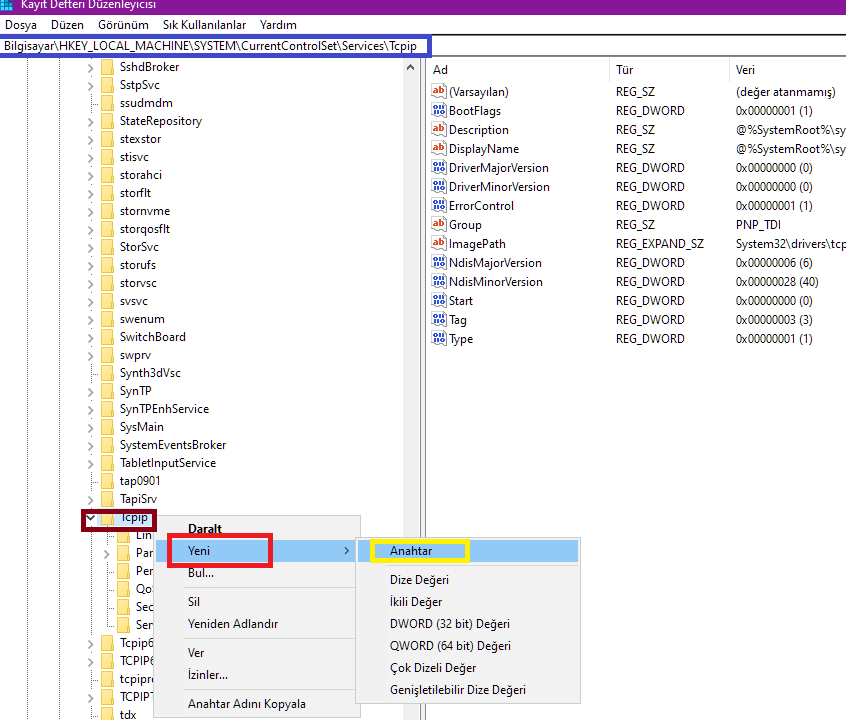 Kayıt Defteri Düzenleyicisi
Dosya Düzen Görünüm Sık Kullanılanlar Yardım
Bilgisayar\HKEY_LOCAL_MACHINE\SYSTEM\CurrentControlSet\Services\Tcpip
SshdBroker
SstpSvc
ssudmdm
StateRepository
stexstor
stisvc
storahci
storflt
stornvme
storqosflt
StorSvc
storufs
storvsc
svsvc
swenum
SwitchBoard
swprv
Synth3dVsc
SynTP
SynTPEnhService
SysMain
SystemEventsBroker
TabletInputService
tap0901
TapiSrv
Tcpip
Lin
Par
Per
Qo
Sec
Ser
Tcpip6
TCPIP6
tcpipre
TCPIPT
tdx
Ad Tür Veri
(Varsayılan) REG_SZ (değer atanmamış)
BootFlags REG_DWORD 0x00000001 (1)
Description REG_SZ @%SystemRoot%\sy
DisplayName REG_SZ @%SystemRoot%\sy
DriverMajorVersion REG_DWORD 0x00000000 (0)
DriverMinorVersion REG_DWORD 0x00000000 (0)
ErrorControl REG_DWORD 0x00000001 (1)
Group REG_SZ PNP_TDI
ImagePath REG_EXPAND_SZ System32\drivers\tcp
NdisMajorVersion REG_DWORD 0x00000006 (6)
NdisMinorVersion REG_DWORD 0x00000028 (40)
Start REG_DWORD 0x00000000 (0)
Tag REG_DWORD 0x00000003 (3)
Type REG_DWORD 0x00000001 (1)
Daralt
Yeni
Bul...
Sil
Yeniden Adlandır
Ver
İzinler...
Anahtar Adını Kopyala
Anahtar
Dize Değeri
İkili Değer
DWORD (32 bit) Değeri
QWORD (64 bit) Değeri
Çok Dizeli Değer
Genişletilebilir Dize Değeri